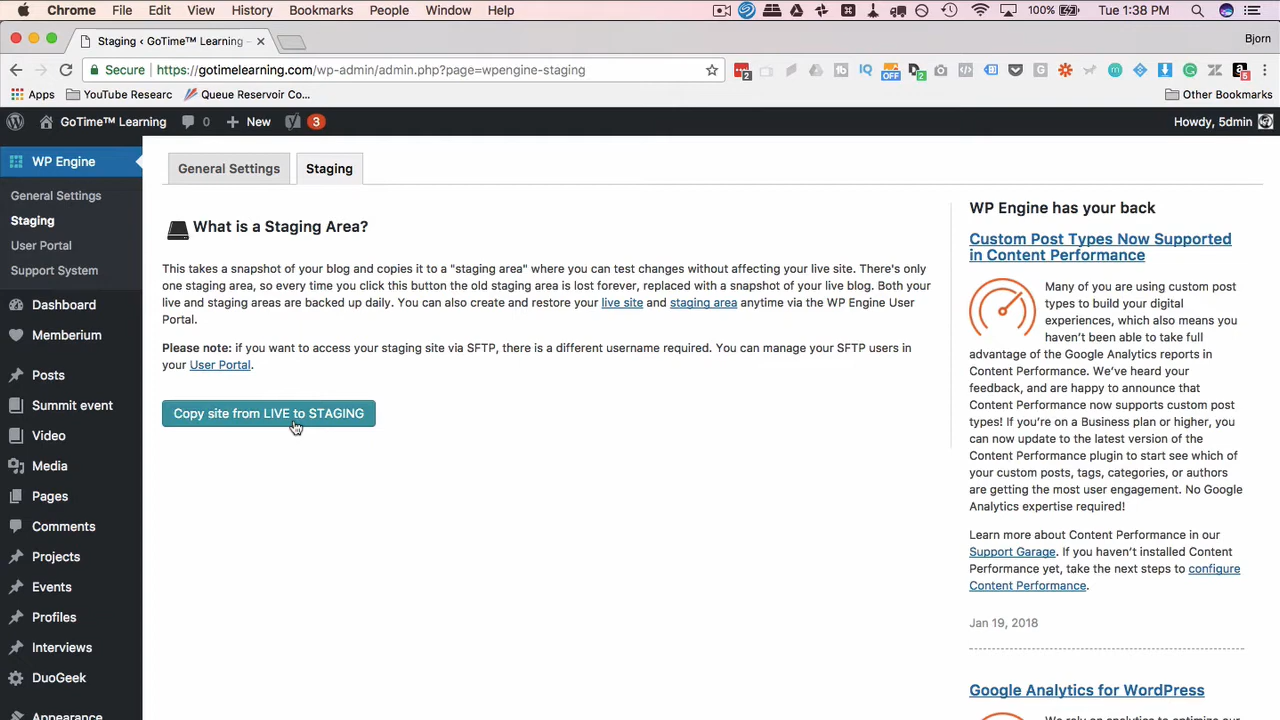 Chrome File Edit View History Bookmarks People Window Help 100% Tue 1:38 PM
Staging ‹ GoTime™ Learning - Bjorn
Secure https://gotimelearning.com/wp-admin/admin.php?page=wpengine-staging
Apps YouTube Researc Queue Reservoir Co... Other Bookmarks
GoTime™ Learning 0 New 3 Howdy, 5dmin
WP Engine
General Settings
Staging
User Portal
Support System
Dashboard
Memberium
Posts
Summit event
Video
Media
Pages
Comments
Projects
Events
Profiles
Interviews
DuoGeek
Appearance
General Settings Staging
What is a Staging Area?
This takes a snapshot of your blog and copies it to a "staging area" where you can test changes without affecting your live site. There's only
one staging area, so every time you click this button the old staging area is lost forever, replaced with a snapshot of your live blog. Both your
live and staging areas are backed up daily. You can also create and restore your live site and staging area anytime via the WP Engine User
Portal.
Please note: if you want to access your staging site via SFTP, there is a different username required. You can manage your SFTP users in
your User Portal.
Copy site from LIVE to STAGING
WP Engine has your back
Custom Post Types Now Supported
in Content Performance
Many of you are using custom post
types to build your digital
experiences, which also means you
haven't been able to take full
advantage of the Google Analytics reports in
Content Performance. We've heard your
feedback, and are happy to announce that
Content Performance now supports custom post
types! If you're on a Business plan or higher, you
can now update to the latest version of the
Content Performance plugin to start see which of
your custom posts, tags, categories, or authors
are getting the most user engagement. No Google
Analytics expertise required!
Learn more about Content Performance in our
Support Garage. If you haven't installed Content
Performance yet, take the next steps to configure
Content Performance.
Jan 19, 2018
Google Analytics for WordPress
We rely on analytics to optimize our